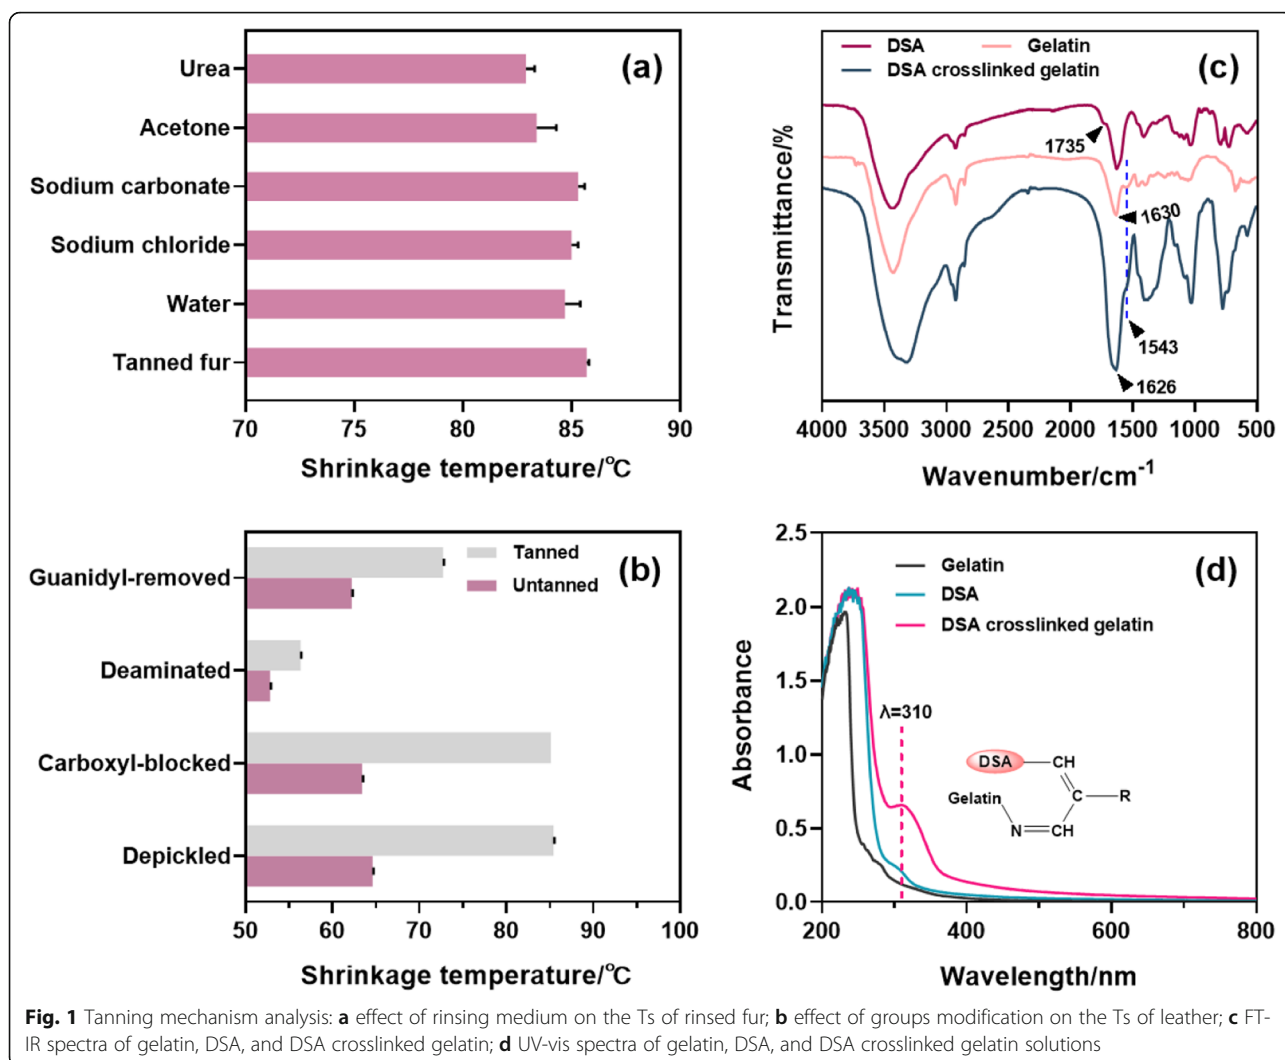 (a)
Urea
Acetone
Sodium carbonate
Sodium chloride
Water
Tanned fur
70 75 80 85 90
Shrinkage temperature/℃
(c)
DSA Gelatin
DSA crosslinked gelatin
1735
1630
1543
1626
Transmittance/%
4000 3500 3000 2500 2000 1500 1000 500
Wavenumber/cm-1
(b)
Tanned
Untanned
Guanidyl-removed
Deaminated
Carboxyl-blocked
Depickled
50 60 70 80 90 100
Shrinkage temperature/℃
(d)
Gelatin
DSA
DSA crosslinked gelatin
λ=310
DSA CH
Gelatin C R
N CH
Absorbance
2.5
2.0
1.5
1.0
0.5
0.0
200 400 600 800
Wavelength/nm
Fig. 1 Tanning mechanism analysis: a effect of rinsing medium on the Ts of rinsed fur; b effect of groups modification on the Ts of leather; c FT-
IR spectra of gelatin, DSA, and DSA crosslinked gelatin; d UV-vis spectra of gelatin, DSA, and DSA crosslinked gelatin solutions